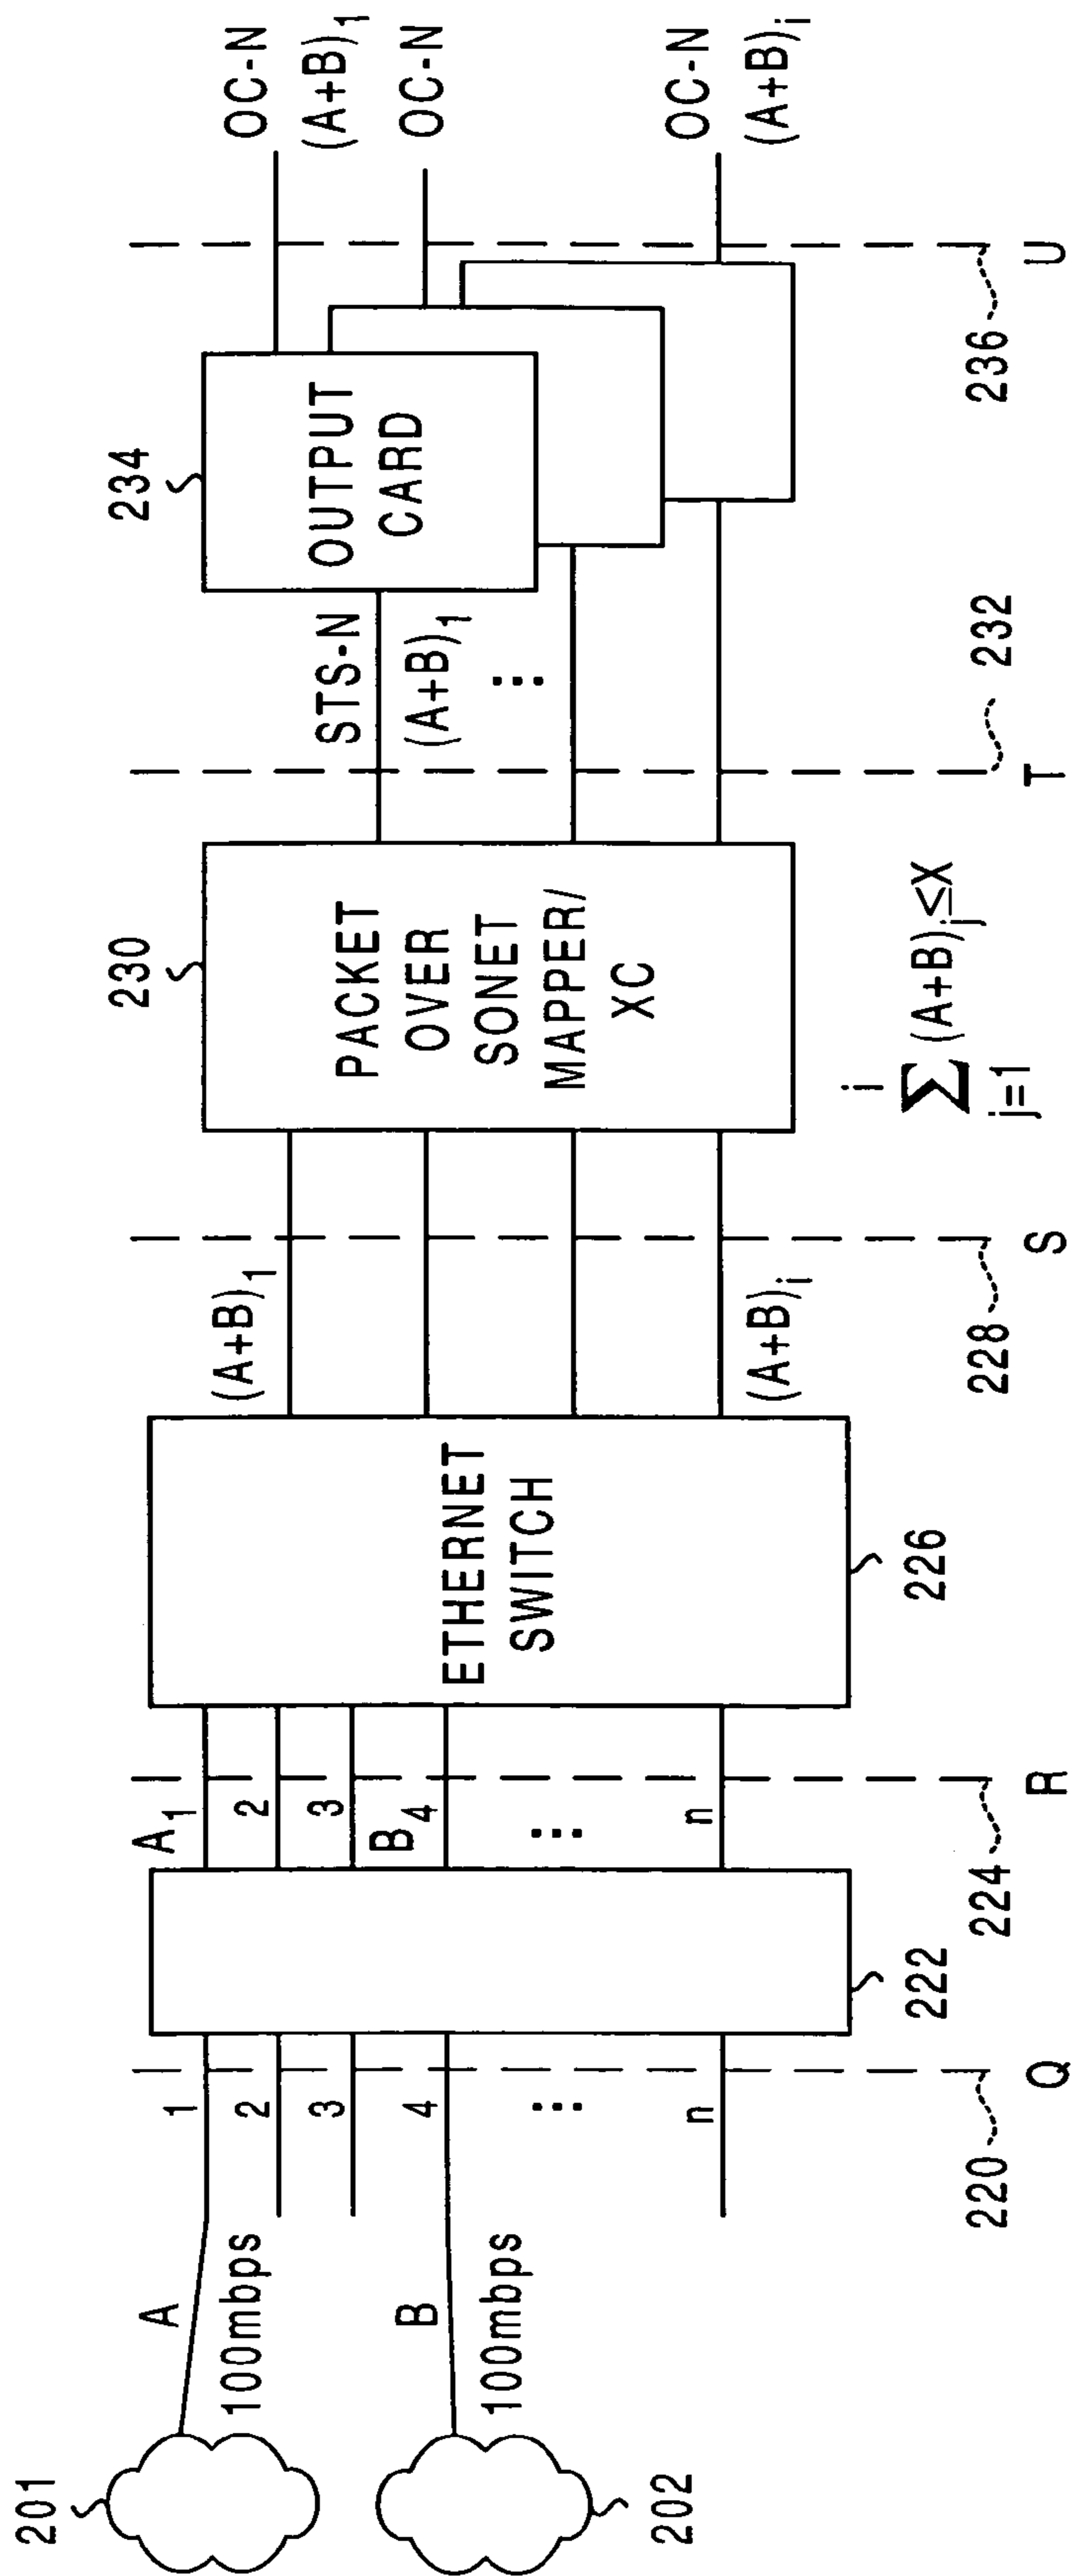 201
A
100mbps
202
B
100mbps
1
2
3
4
⋮
n
220
Q
222
A1
2
3
B4
⋮
n
224
R
ETHERNET
SWITCH
226
(A+B)1
(A+B)i
228
S
230
PACKET
OVER
SONET
MAPPER/
XC
i
∑ (A+B)j≤X
j=1
STS-N
(A+B)1
⋮
232
T
234
OUTPUT
CARD
236
U
OC-N
(A+B)1
OC-N
OC-N
(A+B)i